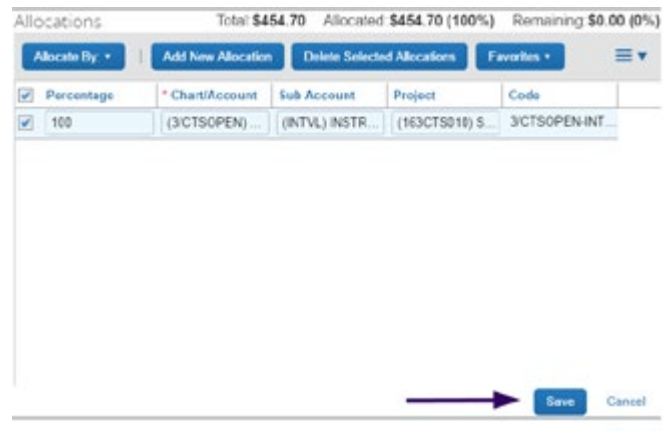 Allocations Total: $454.70 Allocated: $454.70 (100%) Remaining: $0.00 (0%)
Allocate By | Add New Allocation Delete Selected Allocations Favorites
Percentage * Chart/Account Sub Account Project Code
100 (3/CTSOPEN) ... (INTVL) INSTR... (163CTS018) S... 3/CTSOPEN-INT...
Save Cancel